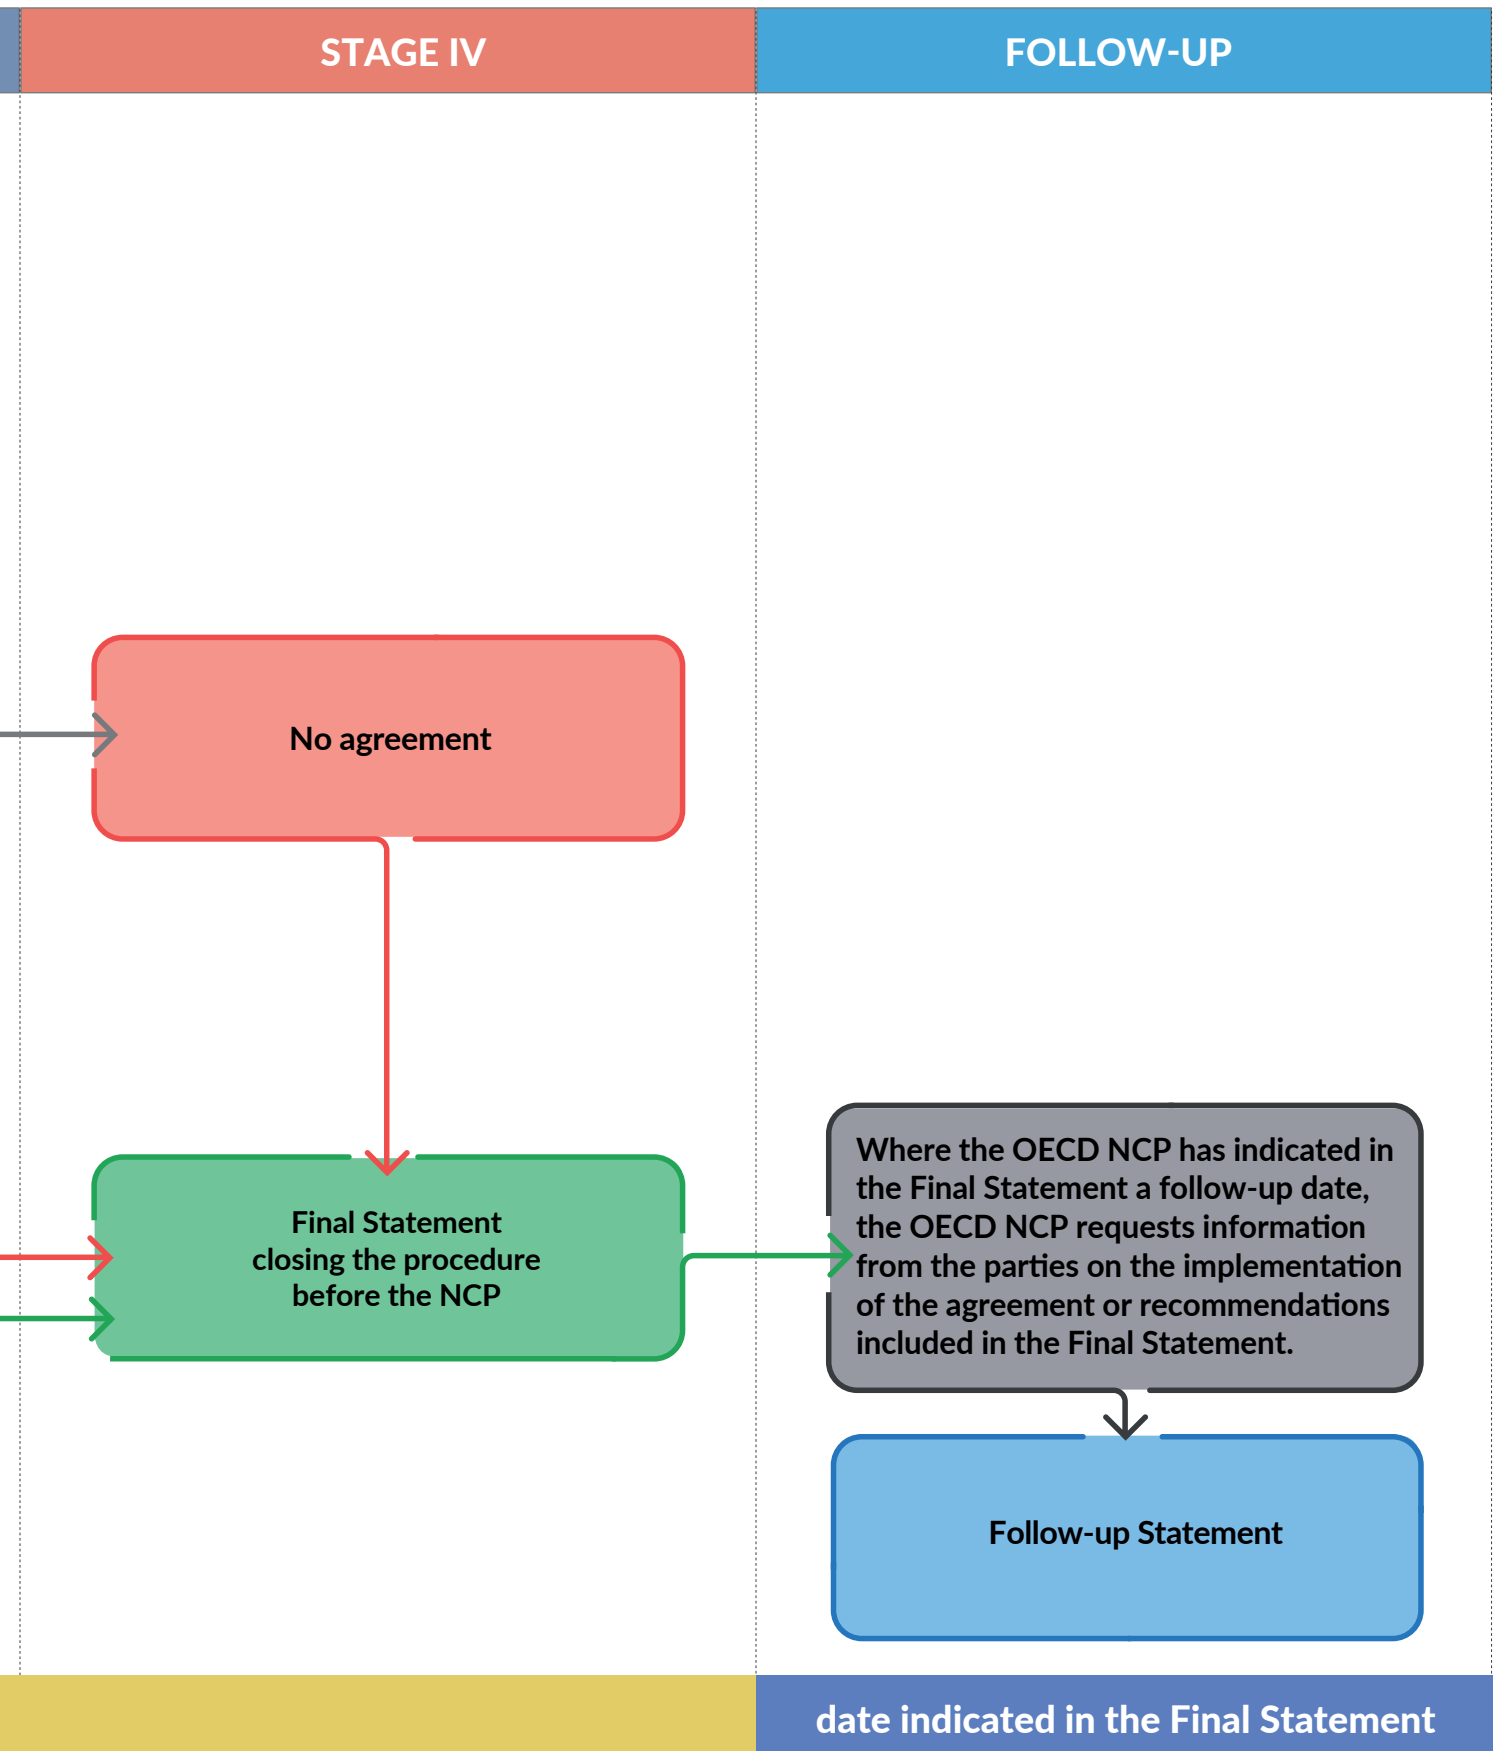 STAGE IV
FOLLOW-UP
No agreement
Final Statement
closing the procedure
before the NCP
Where the OECD NCP has indicated in
the Final Statement a follow-up date,
the OECD NCP requests information
from the parties on the implementation
of the agreement or recommendations
included in the Final Statement.
Follow-up Statement
date indicated in the Final Statement